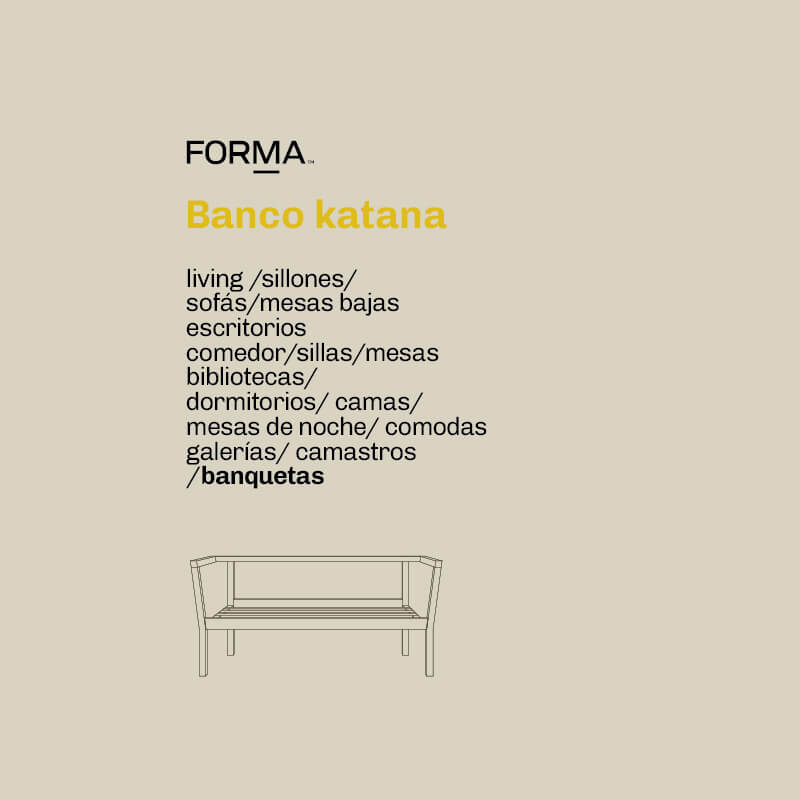 FORMA™
Banco katana
living /sillones/
sofás/mesas bajas
escritorios
comedor/sillas/mesas
bibliotecas/
dormitorios/ camas/
mesas de noche/ comodas
galerías/ camastros
/banquetas